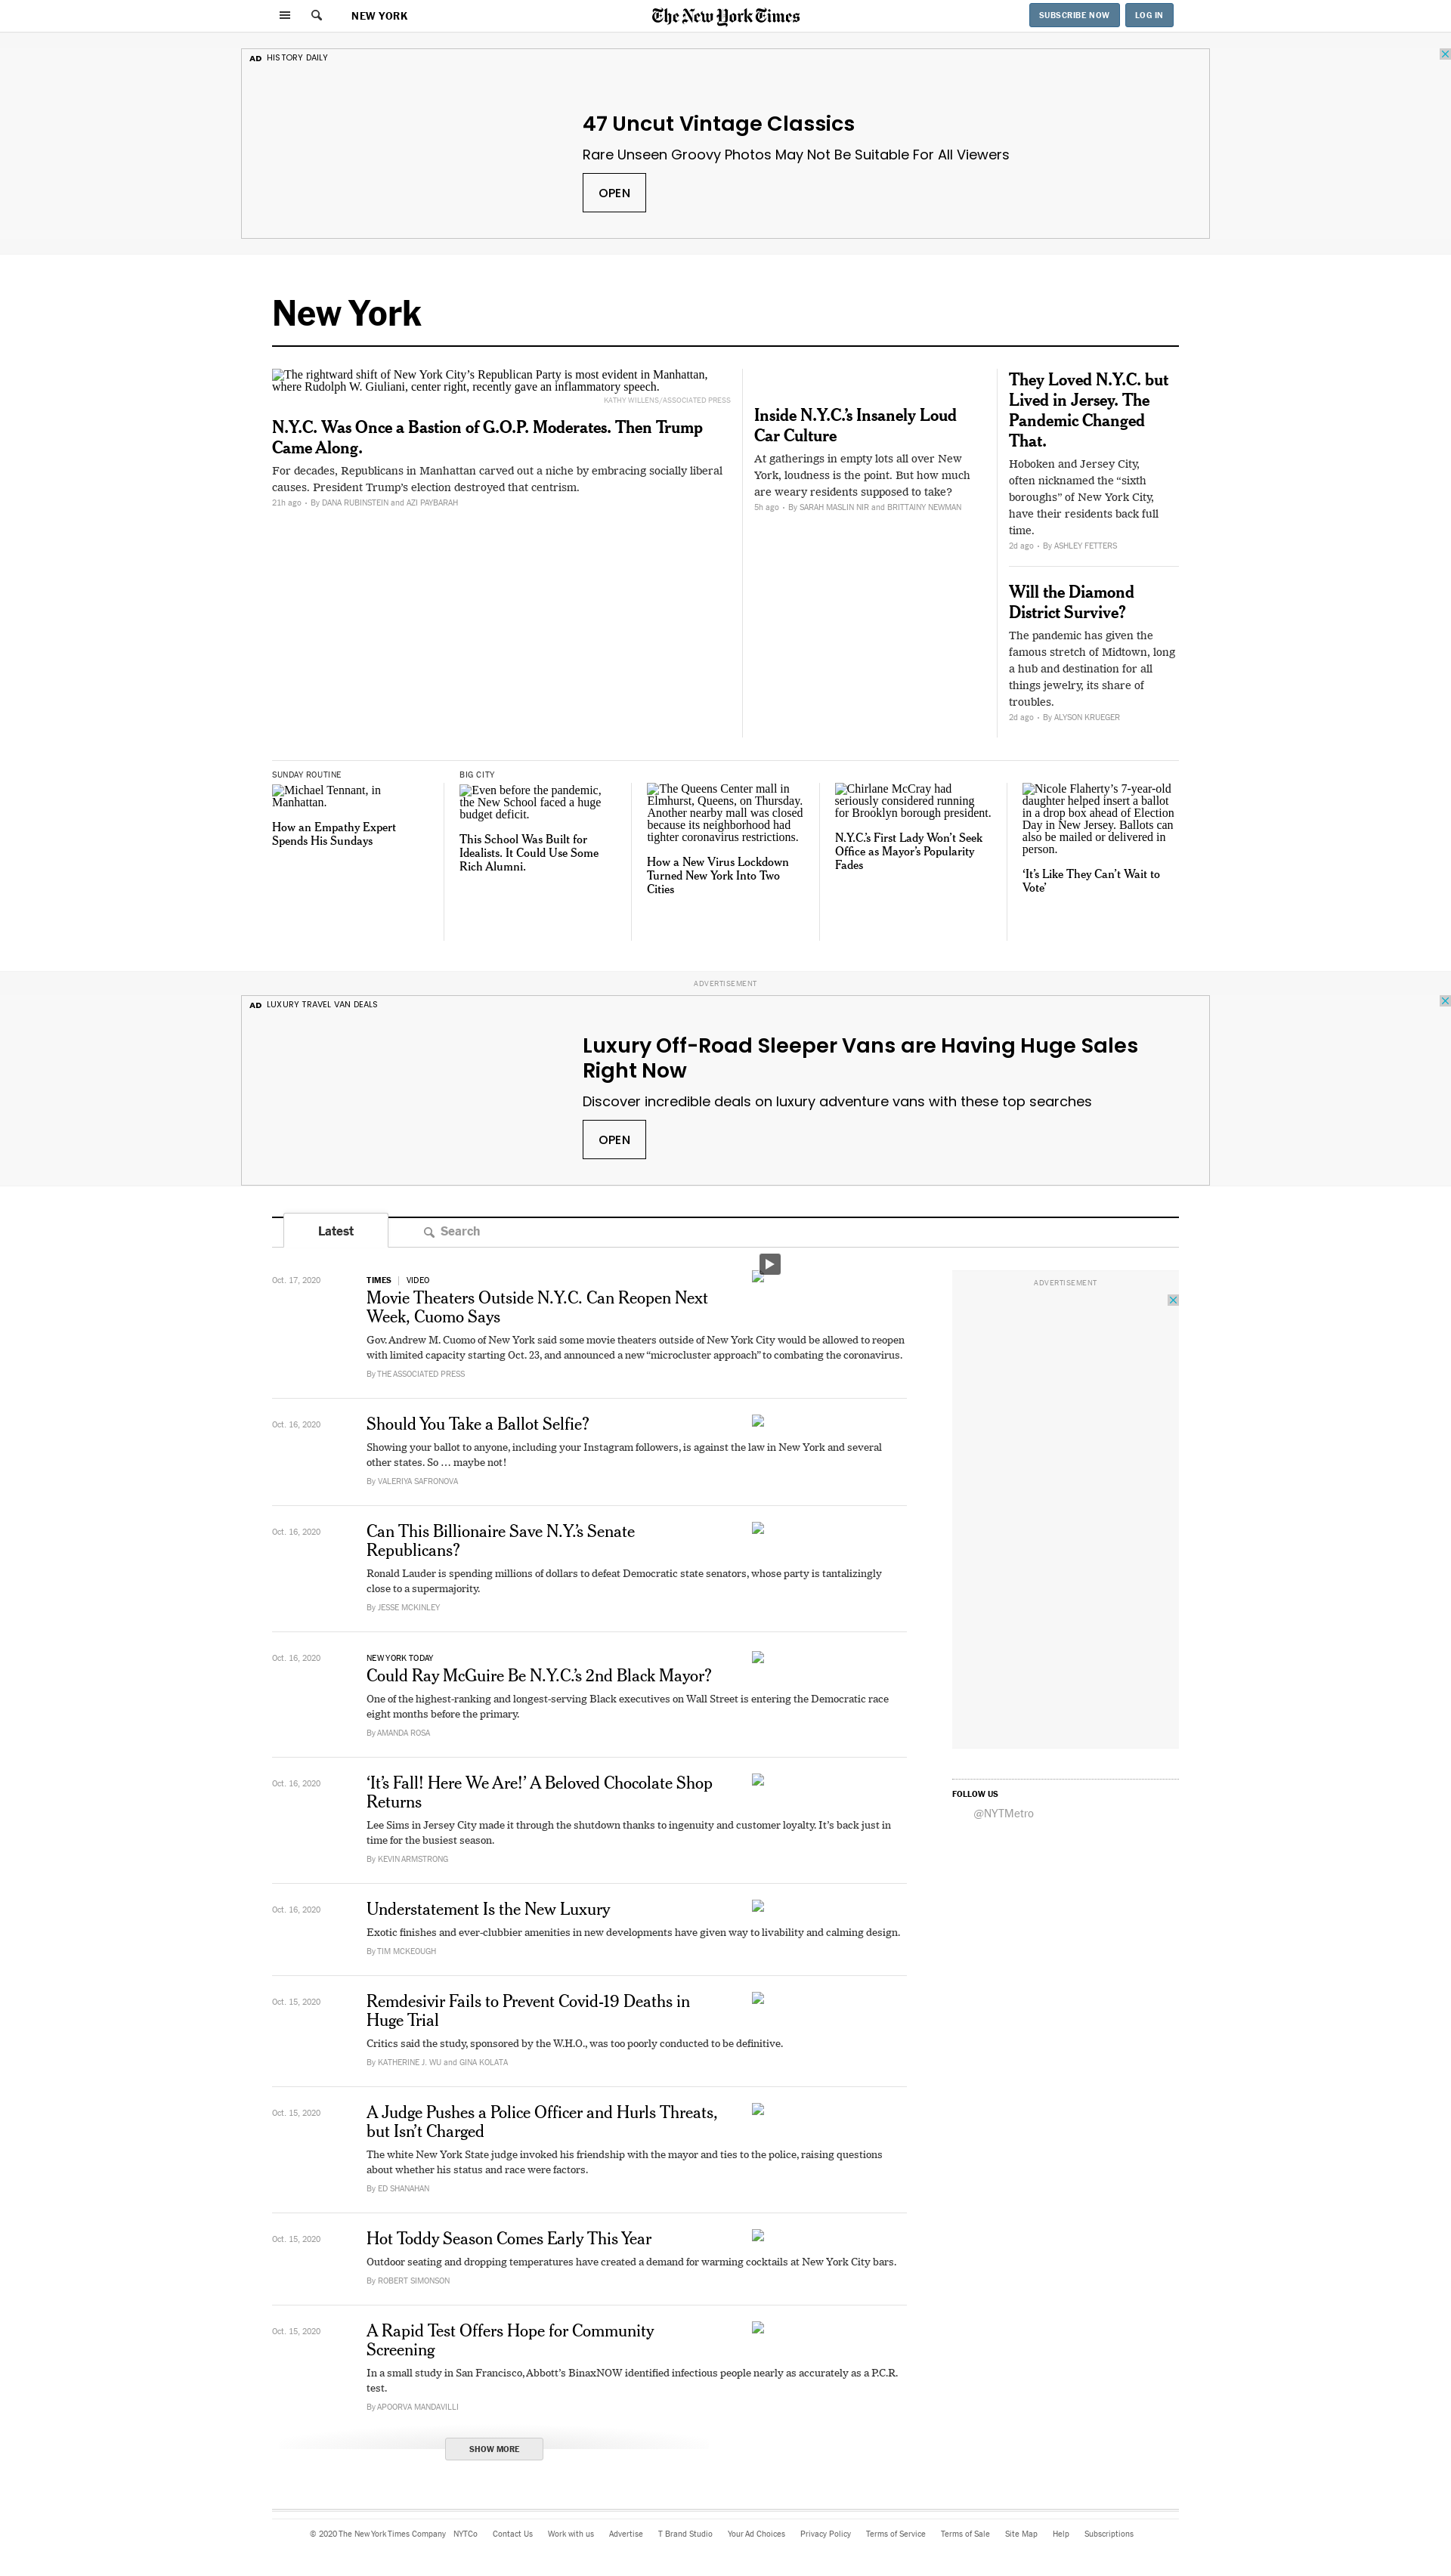 NEW YORK
The New York Times
SUBSCRIBE NOW
LOG IN
AD HISTORY DAILY
47 Uncut Vintage Classics
Rare Unseen Groovy Photos May Not Be Suitable For All Viewers
OPEN
New York
The rightward shift of New York City’s Republican Party is most evident in Manhattan,
where Rudolph W. Giuliani, center right, recently gave an inflammatory speech.
KATHY WILLENS/ASSOCIATED PRESS
N.Y.C. Was Once a Bastion of G.O.P. Moderates. Then Trump
Came Along.
For decades, Republicans in Manhattan carved out a niche by embracing socially liberal
causes. President Trump’s election destroyed that centrism.
21h ago • By DANA RUBINSTEIN and AZI PAYBARAH
Inside N.Y.C.’s Insanely Loud
Car Culture
At gatherings in empty lots all over New
York, loudness is the point. But how much
are weary residents supposed to take?
5h ago • By SARAH MASLIN NIR and BRITTAINY NEWMAN
They Loved N.Y.C. but
Lived in Jersey. The
Pandemic Changed
That.
Hoboken and Jersey City,
often nicknamed the “sixth
boroughs” of New York City,
have their residents back full
time.
2d ago • By ASHLEY FETTERS
Will the Diamond
District Survive?
The pandemic has given the
famous stretch of Midtown, long
a hub and destination for all
things jewelry, its share of
troubles.
2d ago • By ALYSON KRUEGER
SUNDAY ROUTINE
Michael Tennant, in
Manhattan.
How an Empathy Expert
Spends His Sundays
BIG CITY
Even before the pandemic,
the New School faced a huge
budget deficit.
This School Was Built for
Idealists. It Could Use Some
Rich Alumni.
The Queens Center mall in
Elmhurst, Queens, on Thursday.
Another nearby mall was closed
because its neighborhood had
tighter coronavirus restrictions.
How a New Virus Lockdown
Turned New York Into Two
Cities
Chirlane McCray had
seriously considered running
for Brooklyn borough president.
N.Y.C.’s First Lady Won’t Seek
Office as Mayor’s Popularity
Fades
Nicole Flaherty’s 7-year-old
daughter helped insert a ballot
in a drop box ahead of Election
Day in New Jersey. Ballots can
also be mailed or delivered in
person.
‘It’s Like They Can’t Wait to
Vote’
ADVERTISEMENT
AD LUXURY TRAVEL VAN DEALS
Luxury Off-Road Sleeper Vans are Having Huge Sales
Right Now
Discover incredible deals on luxury adventure vans with these top searches
OPEN
Latest
Search
Oct. 17, 2020
TIMES | VIDEO
Movie Theaters Outside N.Y.C. Can Reopen Next
Week, Cuomo Says
Gov. Andrew M. Cuomo of New York said some movie theaters outside of New York City would be allowed to reopen
with limited capacity starting Oct. 23, and announced a new “microcluster approach” to combating the coronavirus.
By THE ASSOCIATED PRESS
ADVERTISEMENT
Oct. 16, 2020
Should You Take a Ballot Selfie?
Showing your ballot to anyone, including your Instagram followers, is against the law in New York and several
other states. So … maybe not!
By VALERIYA SAFRONOVA
Oct. 16, 2020
Can This Billionaire Save N.Y.’s Senate
Republicans?
Ronald Lauder is spending millions of dollars to defeat Democratic state senators, whose party is tantalizingly
close to a supermajority.
By JESSE MCKINLEY
Oct. 16, 2020
NEW YORK TODAY
Could Ray McGuire Be N.Y.C.’s 2nd Black Mayor?
One of the highest-ranking and longest-serving Black executives on Wall Street is entering the Democratic race
eight months before the primary.
By AMANDA ROSA
Oct. 16, 2020
‘It’s Fall! Here We Are!’ A Beloved Chocolate Shop
Returns
Lee Sims in Jersey City made it through the shutdown thanks to ingenuity and customer loyalty. It’s back just in
time for the busiest season.
By KEVIN ARMSTRONG
FOLLOW US
@NYTMetro
Oct. 16, 2020
Understatement Is the New Luxury
Exotic finishes and ever-clubbier amenities in new developments have given way to livability and calming design.
By TIM MCKEOUGH
Oct. 15, 2020
Remdesivir Fails to Prevent Covid-19 Deaths in
Huge Trial
Critics said the study, sponsored by the W.H.O., was too poorly conducted to be definitive.
By KATHERINE J. WU and GINA KOLATA
Oct. 15, 2020
A Judge Pushes a Police Officer and Hurls Threats,
but Isn’t Charged
The white New York State judge invoked his friendship with the mayor and ties to the police, raising questions
about whether his status and race were factors.
By ED SHANAHAN
Oct. 15, 2020
Hot Toddy Season Comes Early This Year
Outdoor seating and dropping temperatures have created a demand for warming cocktails at New York City bars.
By ROBERT SIMONSON
Oct. 15, 2020
A Rapid Test Offers Hope for Community
Screening
In a small study in San Francisco, Abbott’s BinaxNOW identified infectious people nearly as accurately as a P.C.R.
test.
By APOORVA MANDAVILLI
SHOW MORE
© 2020 The New York Times Company NYTCo Contact Us Work with us Advertise T Brand Studio Your Ad Choices Privacy Policy Terms of Service Terms of Sale Site Map Help Subscriptions